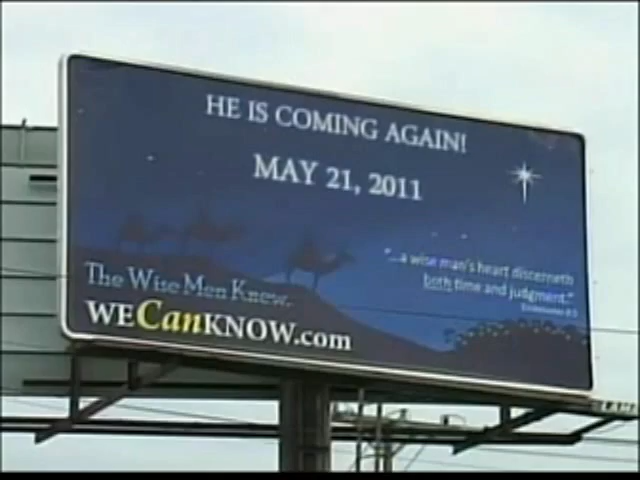 HE IS COMING AGAIN!
MAY 21, 2011
"...a wise man's heart discerneth
both time and judgment."
The Wise Men Knew...
WECanKNOW.com